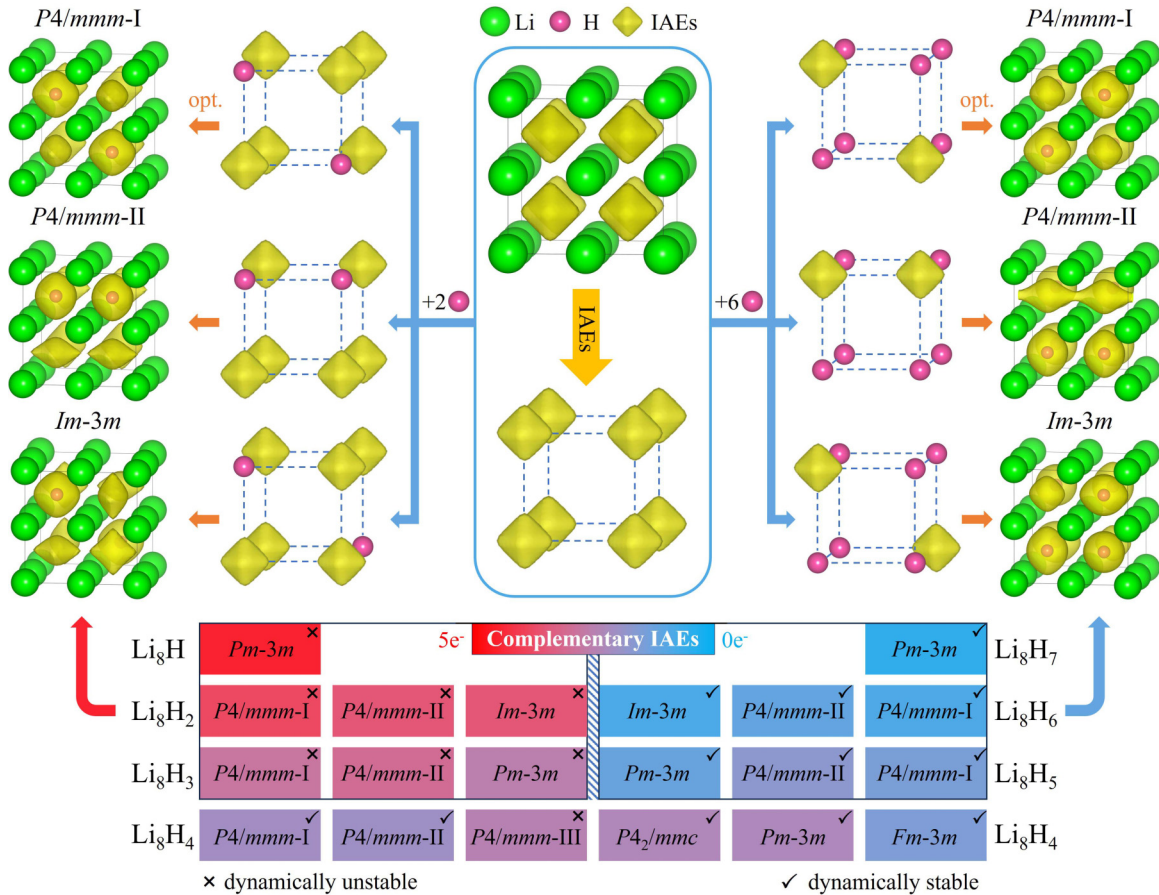 P4/mmm-I
Li H IAEs
P4/mmm-I
opt.
opt.
P4/mmm-II
P4/mmm-II
+2
IAEs
+6
Im-3m
Im-3m
5e⁻ Complementary IAEs 0e⁻
Li₈H Pm-3m × Pm-3m ✓ Li₈H₇
Li₈H₂ P4/mmm-I × P4/mmm-II × Im-3m × Im-3m ✓ P4/mmm-II ✓ P4/mmm-I ✓ Li₈H₆
Li₈H₃ P4/mmm-I × P4/mmm-II × Pm-3m × Pm-3m ✓ P4/mmm-II ✓ P4/mmm-I ✓ Li₈H₅
Li₈H₄ P4/mmm-I ✓ P4/mmm-II ✓ P4/mmm-III × P4₂/mmc ✓ Pm-3m ✓ Fm-3m ✓ Li₈H₄
× dynamically unstable ✓ dynamically stable